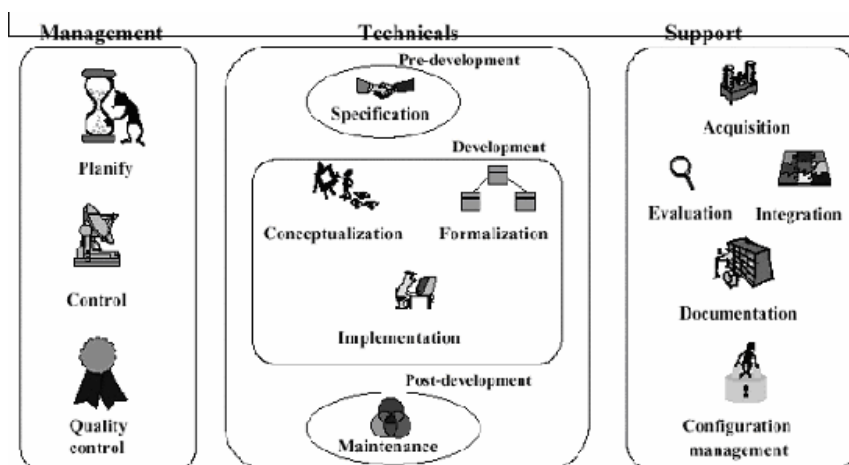 Management
Planify
Control
Quality
control
Technicals
Pre-development
Specification
Development
Conceptualization
Formalization
Implementation
Post-development
Maintenance
Support
Acquisition
Evaluation
Integration
Documentation
Configuration
management